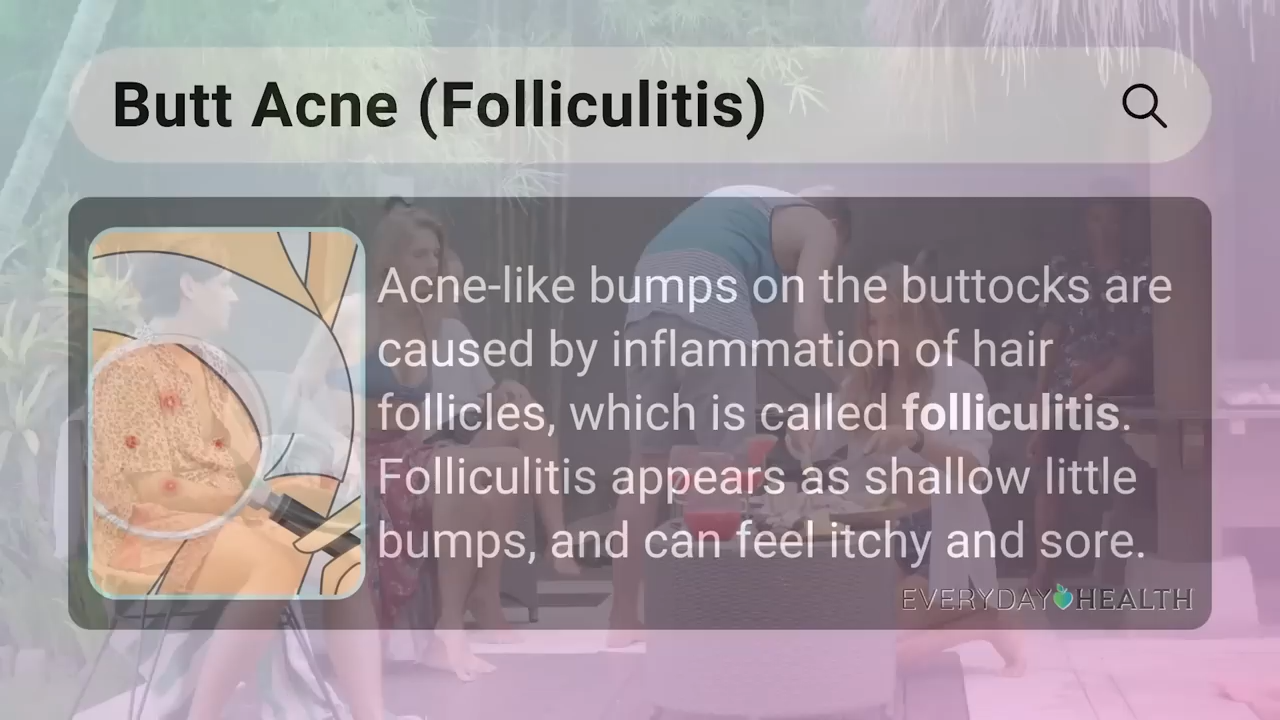 Butt Acne (Folliculitis)
Acne-like bumps on the buttocks are
caused by inflammation of hair
follicles, which is called folliculitis.
Folliculitis appears as shallow little
bumps, and can feel itchy and sore.
EVERYDAY HEALTH